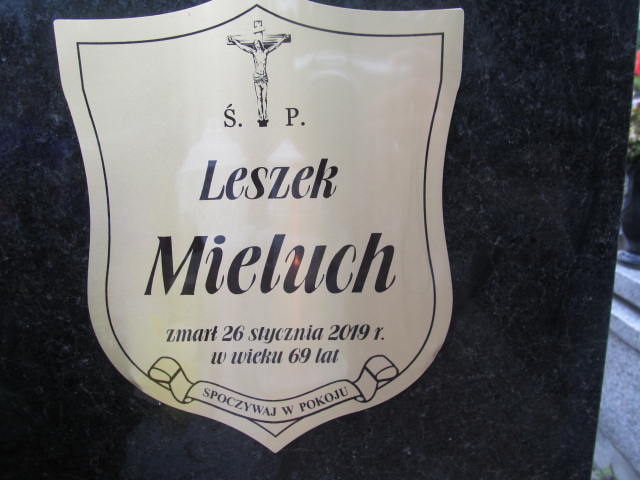 Ś. P.
Leszek
Mieluch
zmarł 26 stycznia 2019 r.
w wieku 69 lat
SPOCZYWAJ W POKOJU